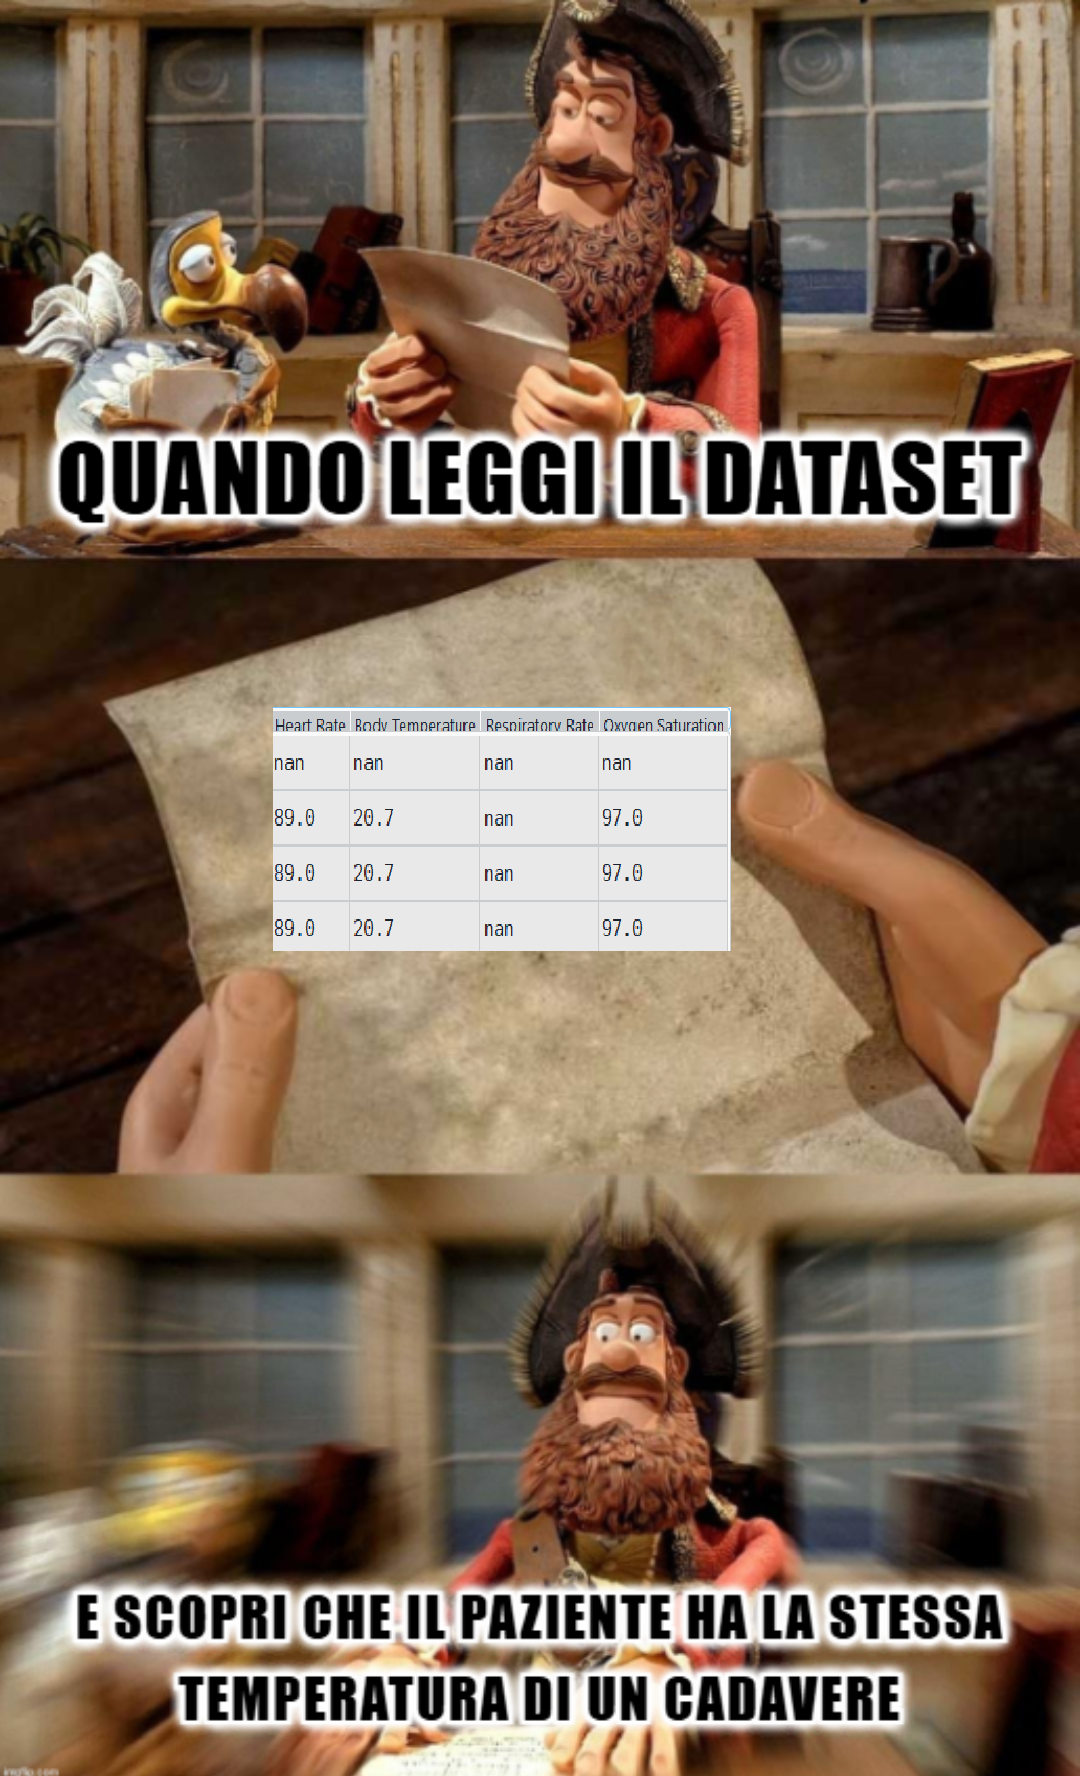 QUANDO LEGGI IL DATASET
Heart Rate Body Temperature Respiratory Rate Oxygen Saturation
nan nan nan nan
89.0 20.7 nan 97.0
89.0 20.7 nan 97.0
89.0 20.7 nan 97.0
E SCOPRI CHE IL PAZIENTE HA LA STESSA
TEMPERATURA DI UN CADAVERE
imgflip.com